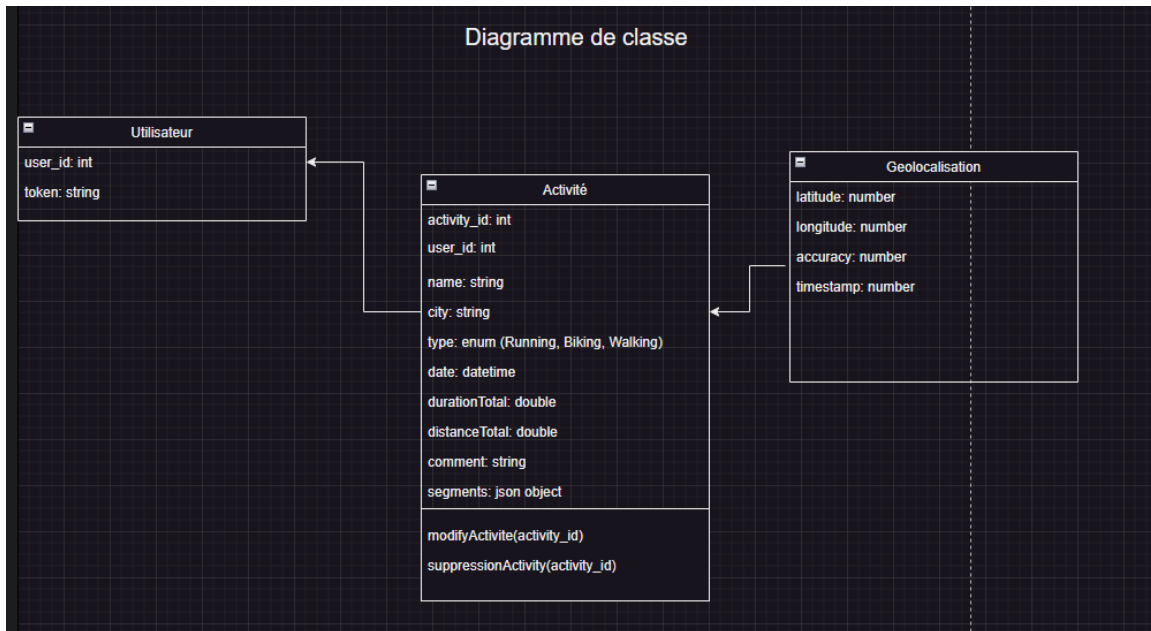 Diagramme de classe
Utilisateur
user_id: int
token: string
Activité
activity_id: int
user_id: int
name: string
city: string
type: enum (Running, Biking, Walking)
date: datetime
durationTotal: double
distanceTotal: double
comment: string
segments: json object
modifyActivite(activity_id)
suppressionActivity(activity_id)
Geolocalisation
latitude: number
longitude: number
accuracy: number
timestamp: number